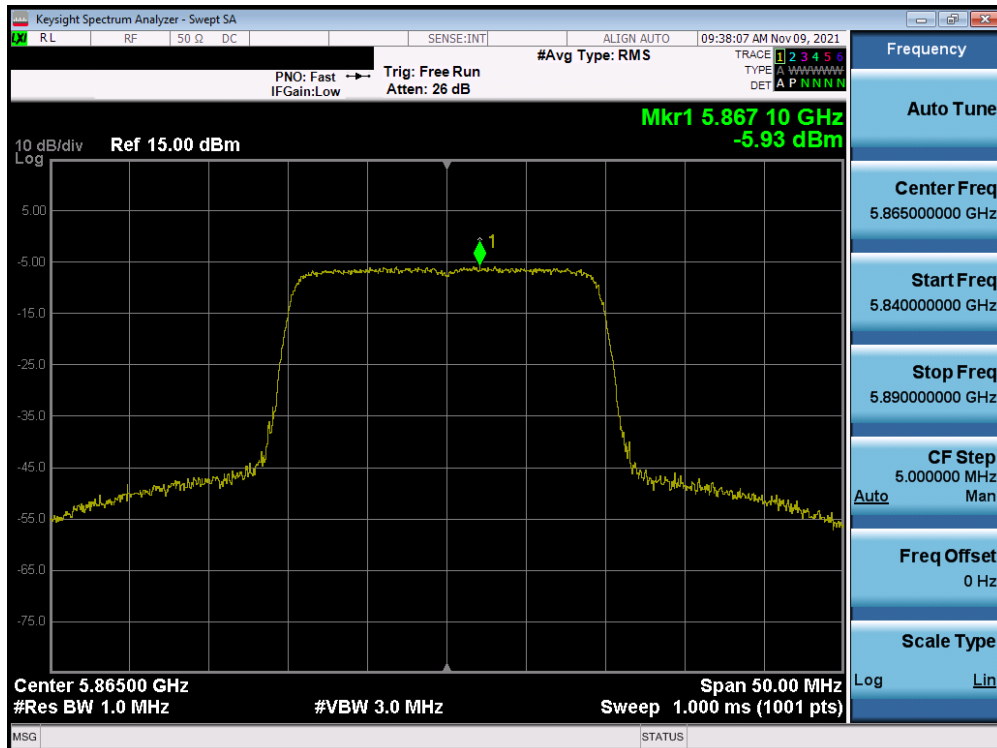 Keysight Spectrum Analyzer - Swept SA
LXI RL RF 50 Ω DC SENSE:INT ALIGN AUTO 09:38:07 AM Nov 09, 2021
#Avg Type: RMS
TRACE 1 2 3 4 5 6
TYPE A WWWWW
DET A P N N N N
PNO: Fast Trig: Free Run
IFGain:Low Atten: 26 dB
Mkr1 5.867 10 GHz
-5.93 dBm
10 dB/div Ref 15.00 dBm
Log
5.00
-5.00
-15.0
-25.0
-35.0
-45.0
-55.0
-65.0
-75.0
1
Center 5.86500 GHz Span 50.00 MHz
#Res BW 1.0 MHz #VBW 3.0 MHz Sweep 1.000 ms (1001 pts)
MSG STATUS
Frequency
Auto Tune
Center Freq
5.865000000 GHz
Start Freq
5.840000000 GHz
Stop Freq
5.890000000 GHz
CF Step
5.000000 MHz
Auto Man
Freq Offset
0 Hz
Scale Type
Log Lin